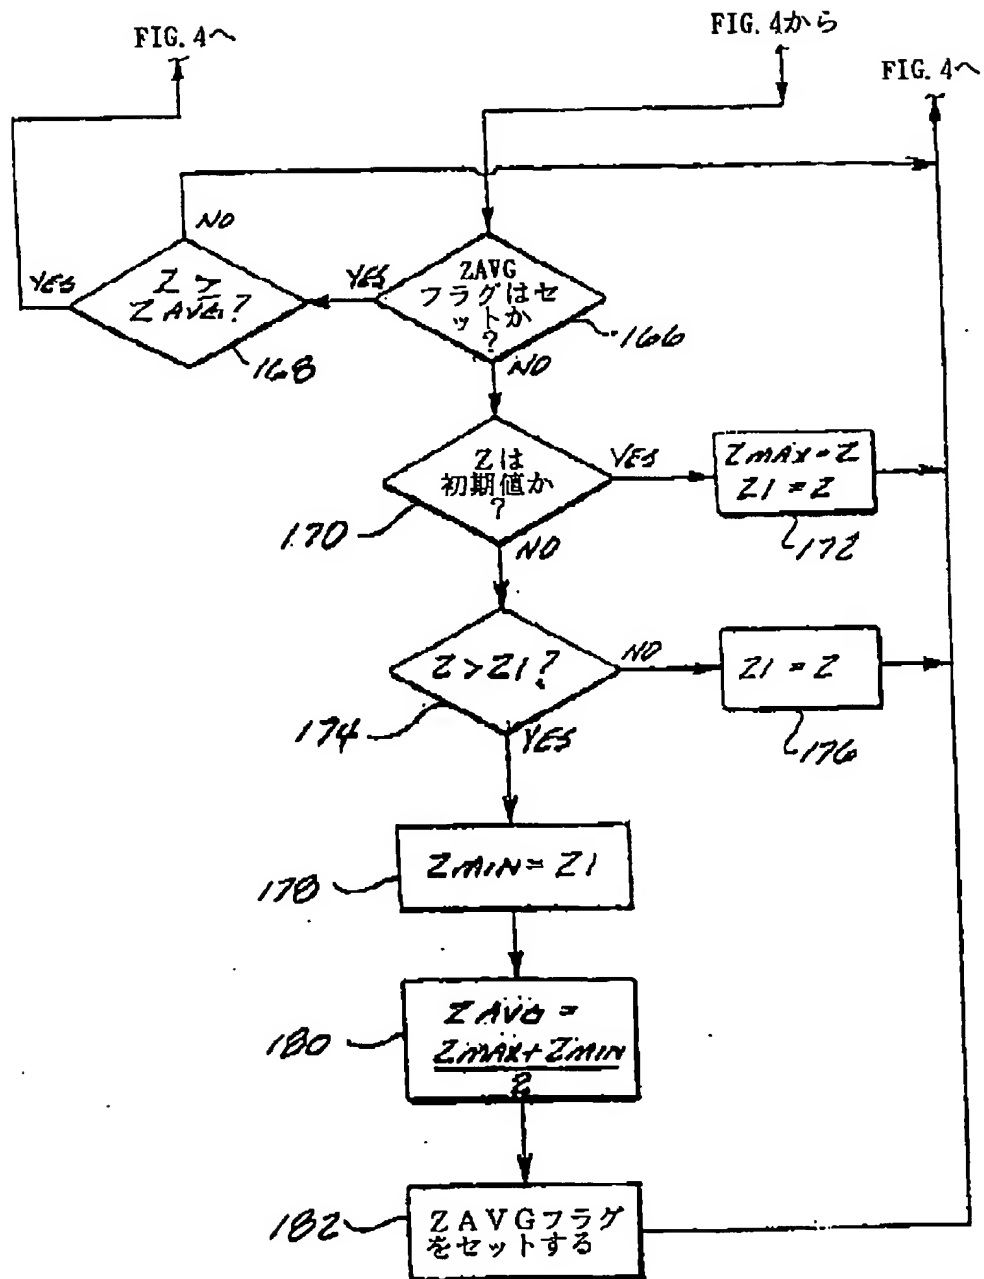 FIG. 4へ
FIG. 4から
FIG. 4へ
NO
YES
Z ≥
Z AVG?
168
YES
ZAVG
フラグはセ
ットか
?
166
NO
Zは
初期値か
?
170
YES
ZMAX=Z
Z1=Z
172
NO
Z>Z1?
174
NO
Z1=Z
176
YES
ZMIN=Z1
178
ZAVG=
ZMAX+ZMIN
2
180
ZAVGフラグ
をセットする
182